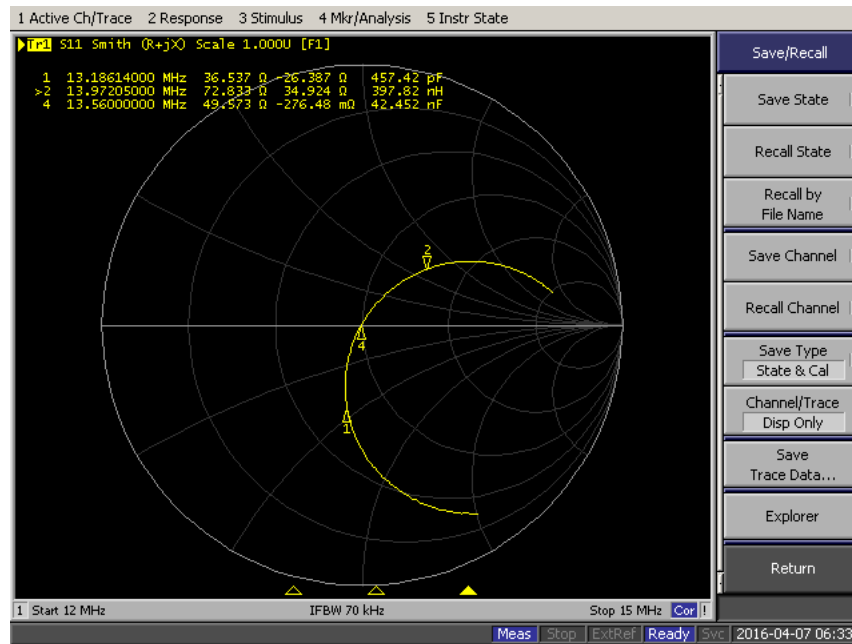 1 Active Ch/Trace 2 Response 3 Stimulus 4 Mkr/Analysis 5 Instr State
Tr1 S11 Smith (R+jX) Scale 1.000U [F1]
1 13.18614000 MHz 36.537 Ω -26.387 Ω 457.42 pF
>2 13.97205000 MHz 72.833 Ω 34.924 Ω 397.82 nH
4 13.56000000 MHz 49.573 Ω -276.48 mΩ 42.452 nF
2
4
1
Save/Recall
Save State
Recall State
Recall by
File Name
Save Channel
Recall Channel
Save Type
State & Cal
Channel/Trace
Disp Only
Save
Trace Data...
Explorer
Return
1 Start 12 MHz IFBW 70 kHz Stop 15 MHz Cor !
Meas Stop ExtRef Ready Svc 2016-04-07 06:33